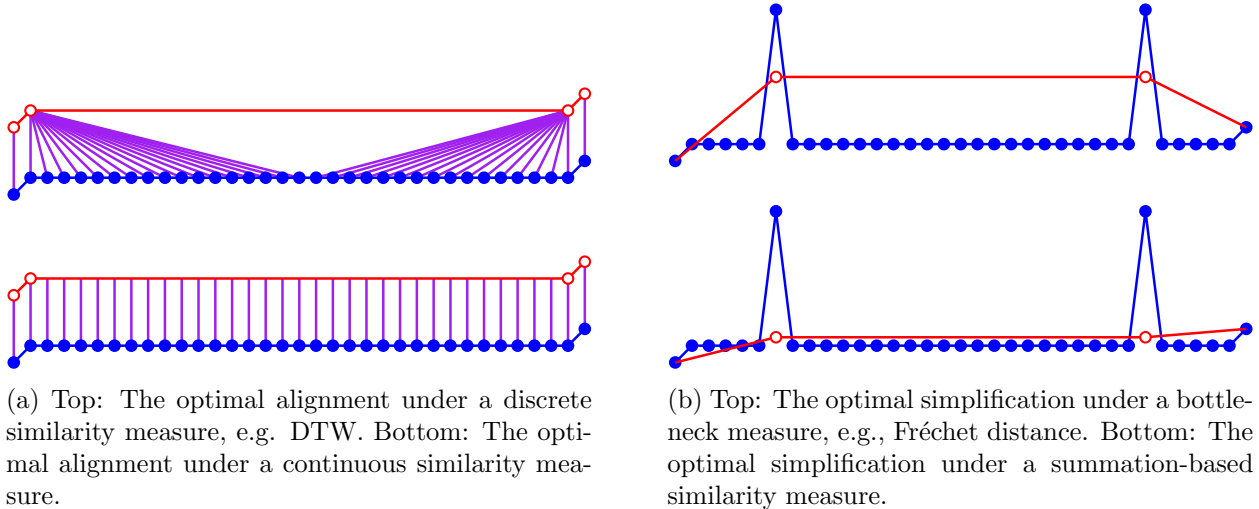 (a) Top: The optimal alignment under a discrete
similarity measure, e.g. DTW. Bottom: The opti-
mal alignment under a continuous similarity mea-
sure.
(b) Top: The optimal simplification under a bottle-
neck measure, e.g., Fréchet distance. Bottom: The
optimal simplification under a summation-based
similarity measure.